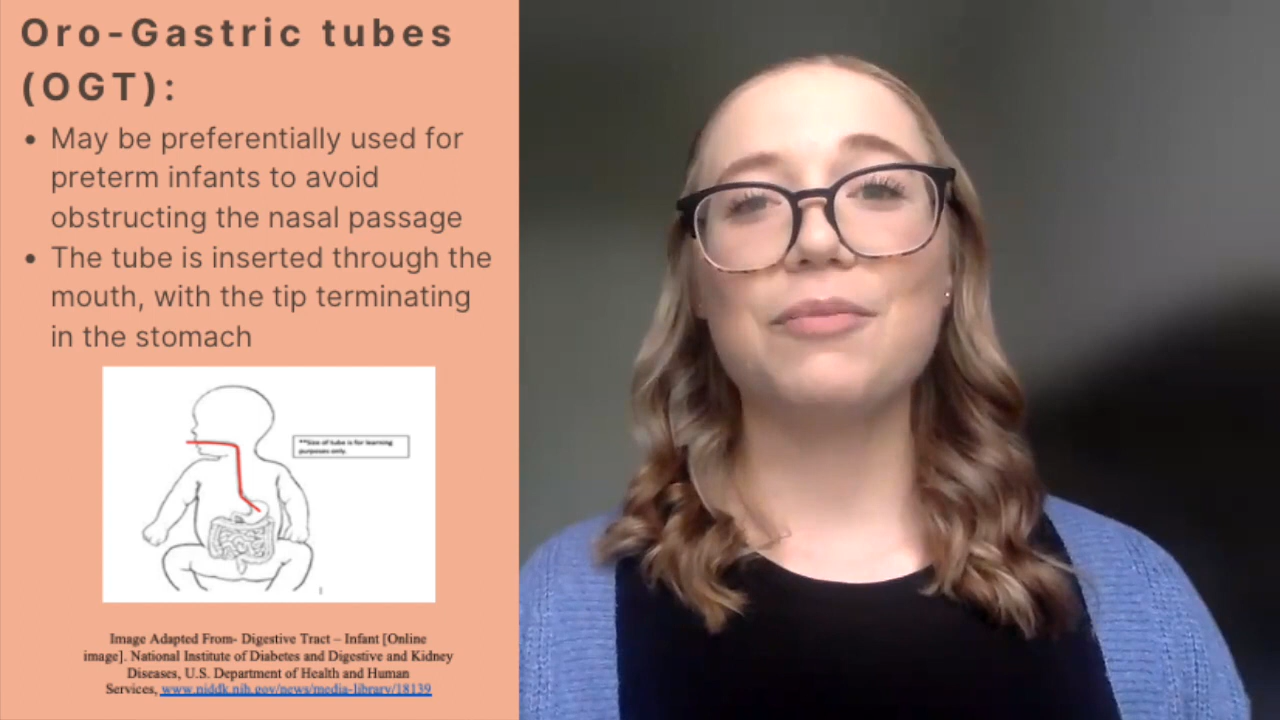 Oro-Gastric tubes
(OGT):
• May be preferentially used for
preterm infants to avoid
obstructing the nasal passage
• The tube is inserted through the
mouth, with the tip terminating
in the stomach
**Size of tube is for learning
purposes only.
Image Adapted From- Digestive Tract – Infant [Online
image]. National Institute of Diabetes and Digestive and Kidney
Diseases, U.S. Department of Health and Human
Services, www.niddk.nih.gov/news/media-library/18139